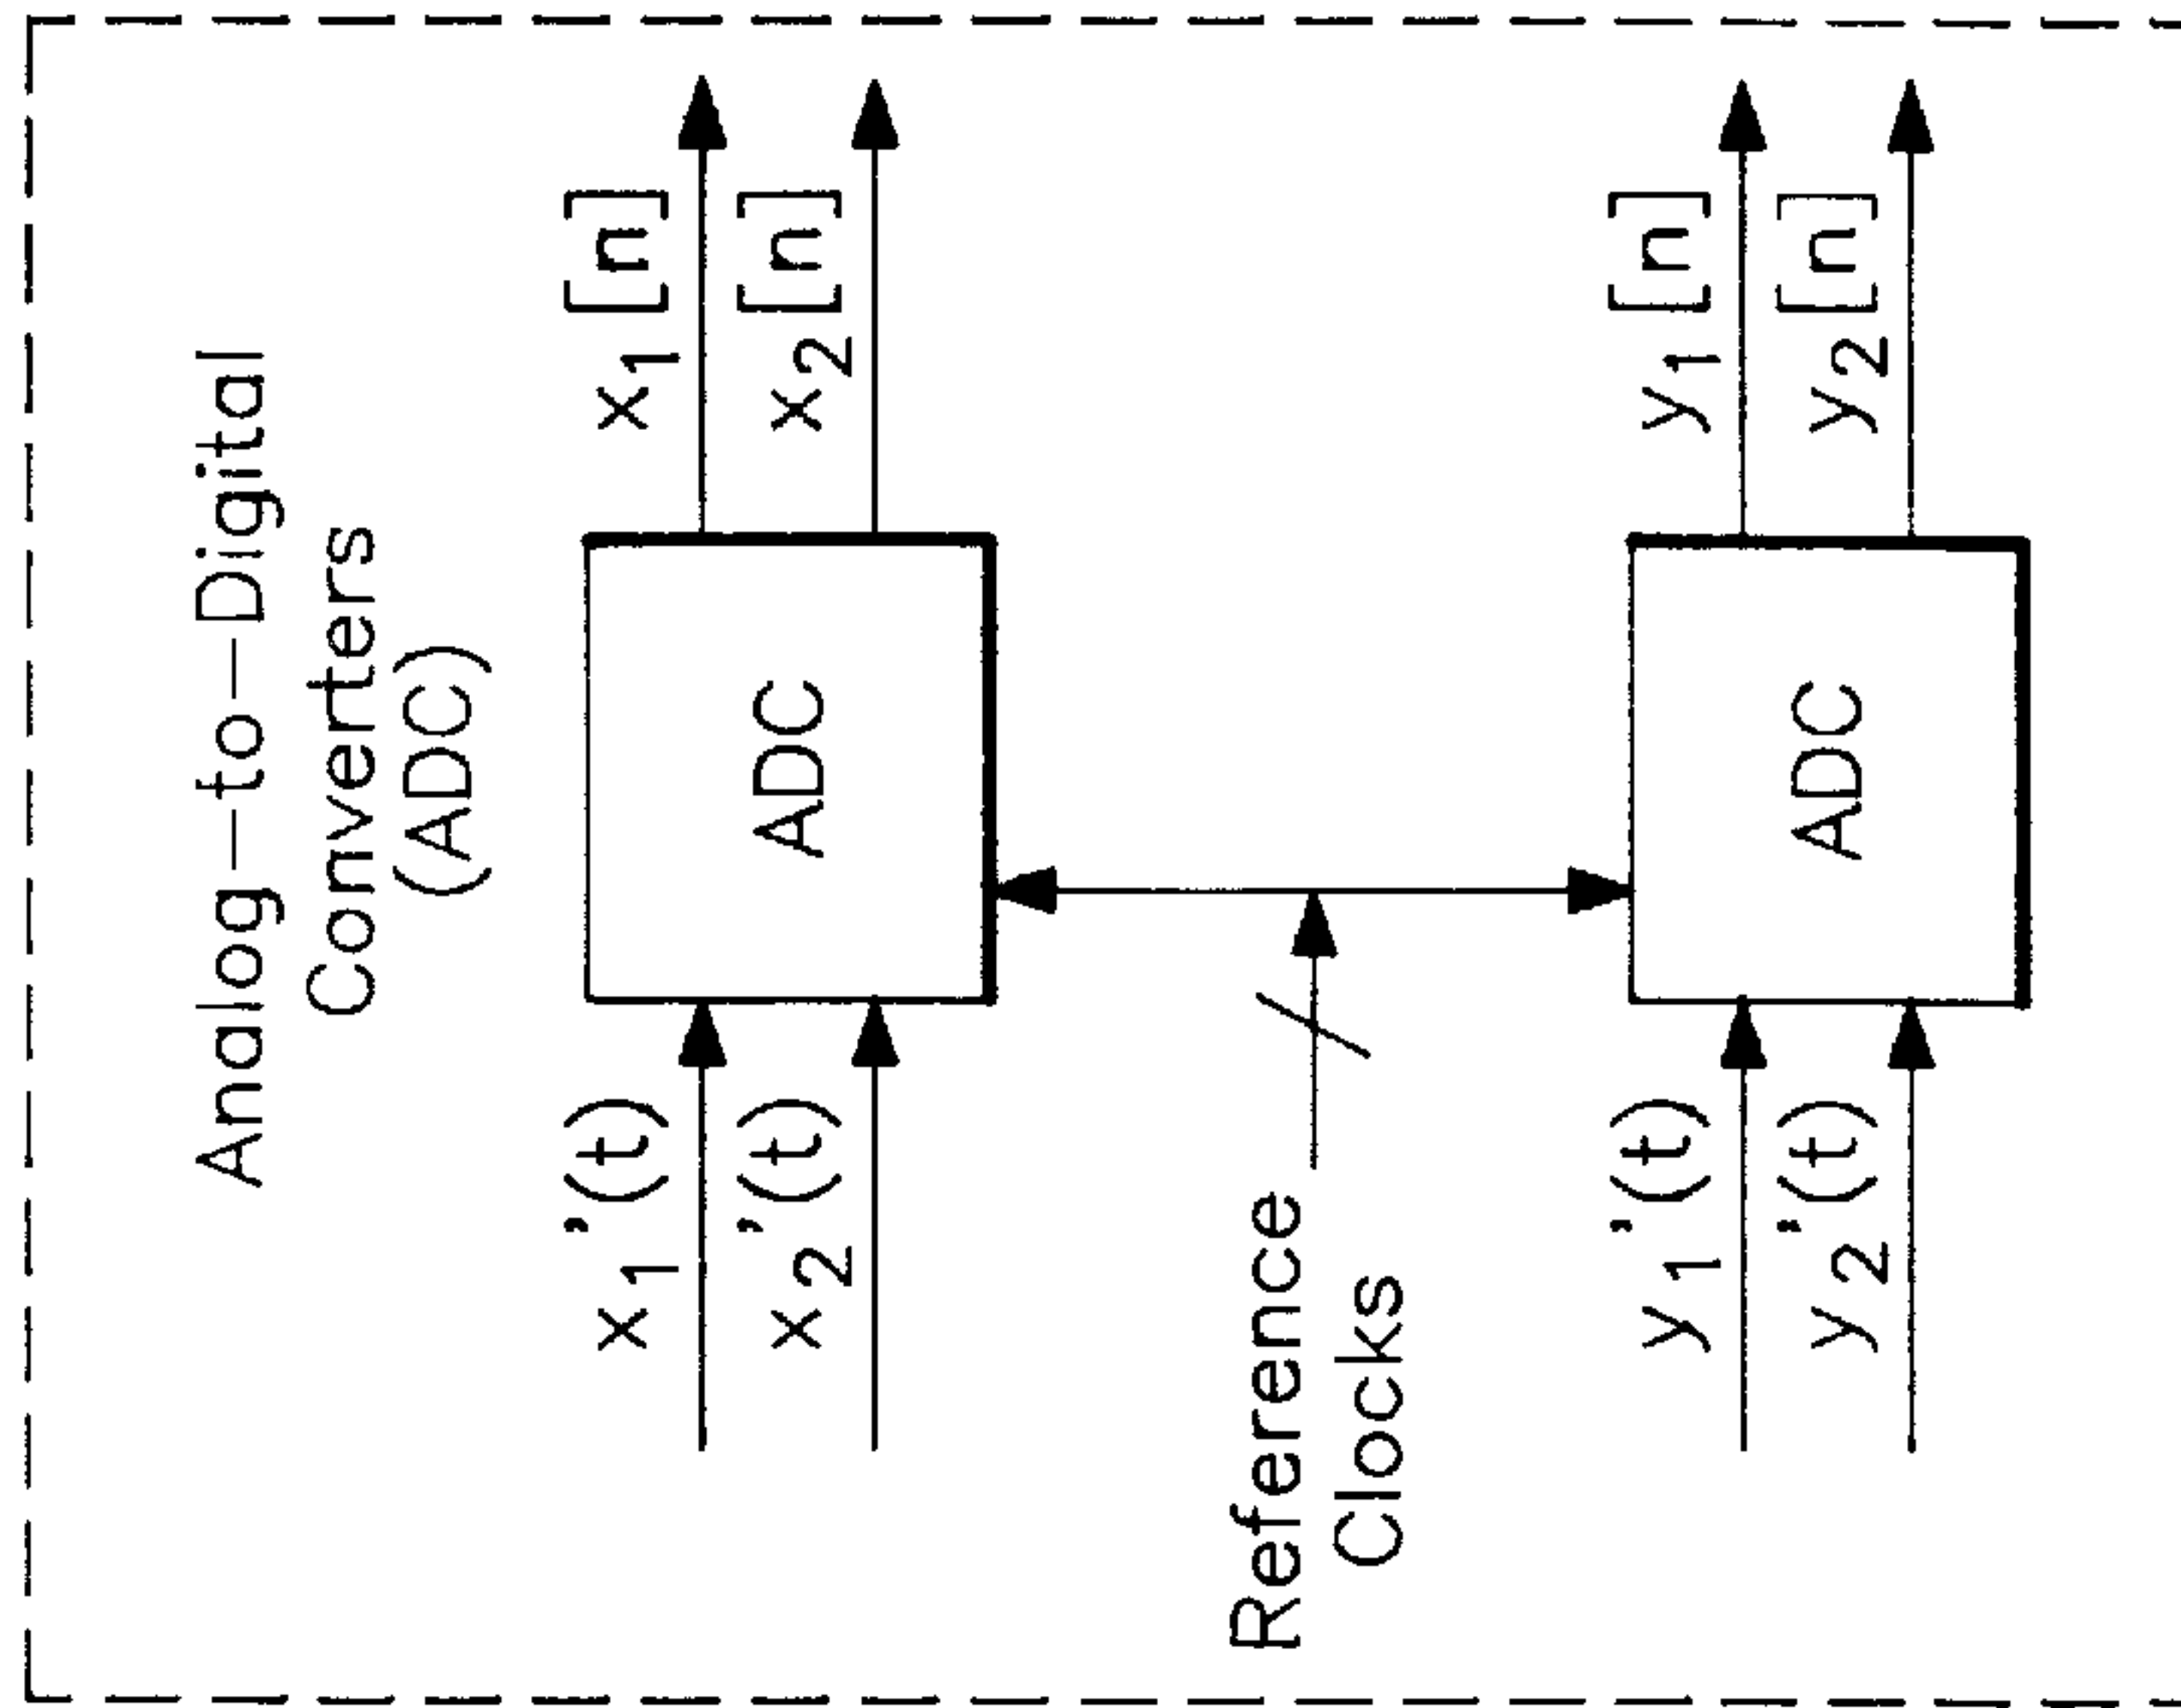 Analog-to-Digital
Converters
(ADC)
x1'(t)
x2'(t)
ADC
x1[n]
x2[n]
Reference
Clocks
y1'(t)
y2'(t)
ADC
y1[n]
y2[n]